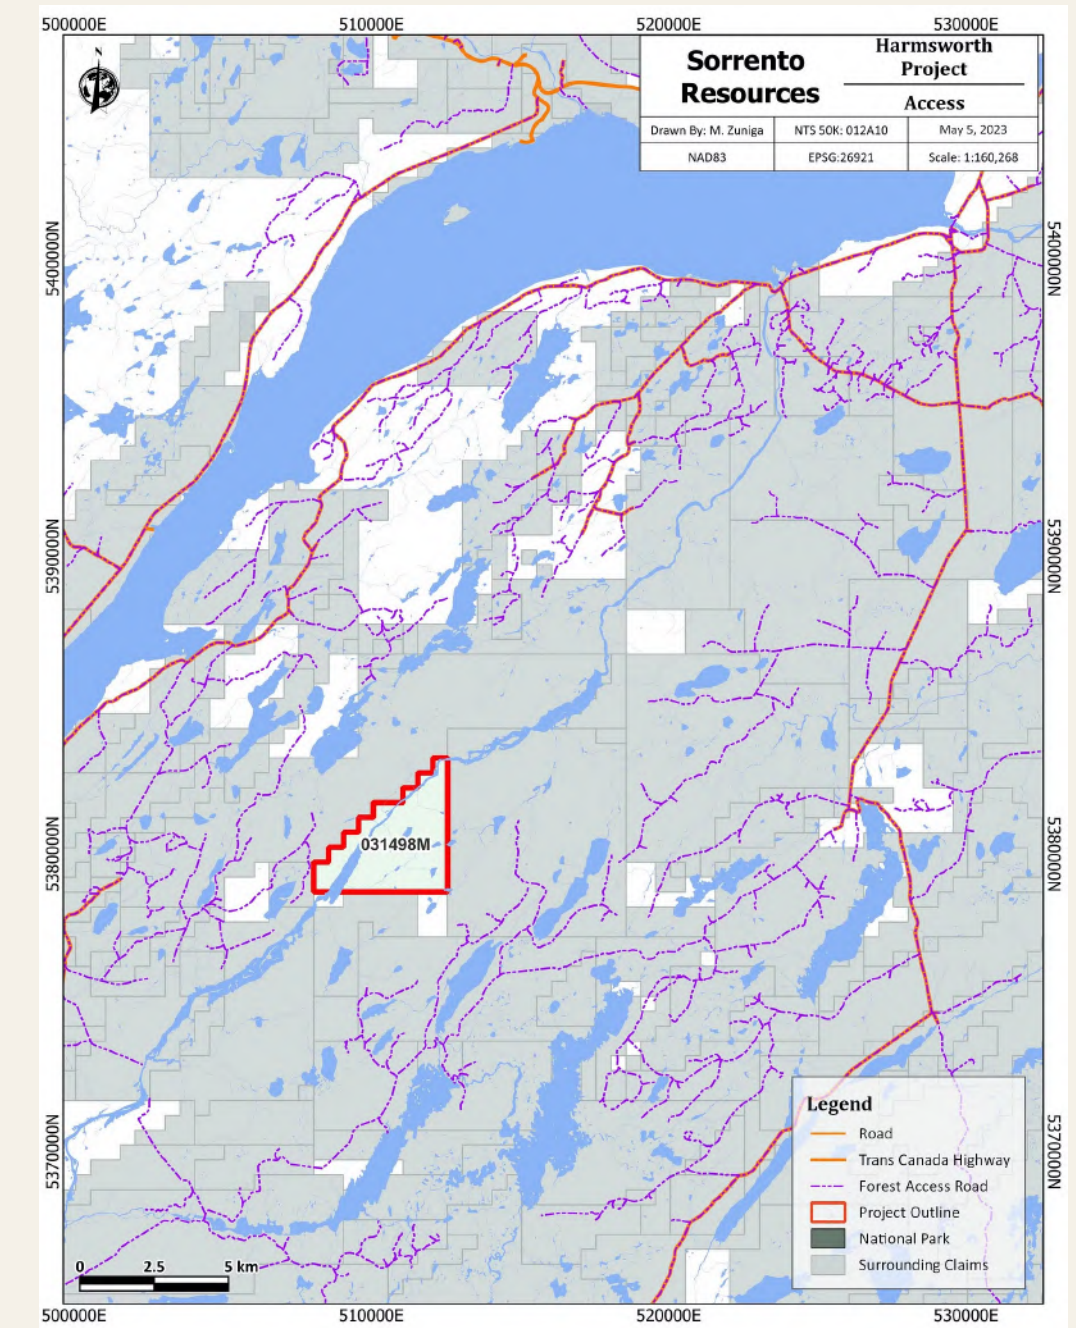 500000E 510000E 520000E 530000E
N
Sorrento
Resources
Harmsworth
Project
Access
Drawn By: M. Zuniga NTS 50K: 012A10 May 5, 2023
NAD83 EPSG:26921 Scale: 1:160,268
5400000N 5400000N
5390000N 5390000N
5380000N 5380000N
031498M
5370000N 5370000N
Legend
Road
Trans Canada Highway
Forest Access Road
Project Outline
National Park
Surrounding Claims
0 2.5 5 km
500000E 510000E 520000E 530000E